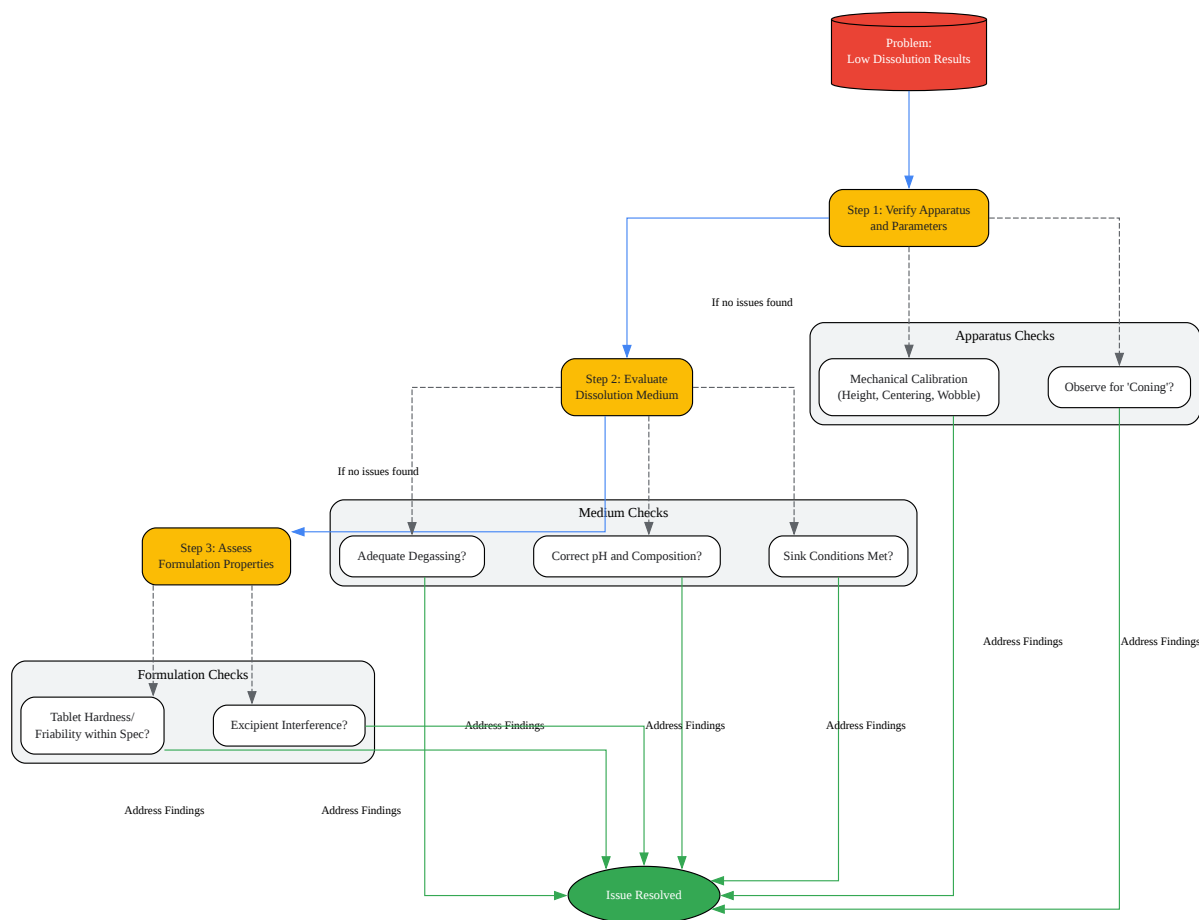 Problem:
Low Dissolution Results
Step 1: Verify Apparatus
and Parameters
If no issues found
Apparatus Checks
Mechanical Calibration
(Height, Centering, Wobble)
Observe for 'Coning'?
Step 2: Evaluate
Dissolution Medium
If no issues found
Medium Checks
Adequate Degassing?
Correct pH and Composition?
Sink Conditions Met?
Step 3: Assess
Formulation Properties
Address Findings
Address Findings
Formulation Checks
Tablet Hardness/
Friability within Spec?
Excipient Interference?
Address Findings
Address Findings
Address Findings
Address Findings
Address Findings
Issue Resolved